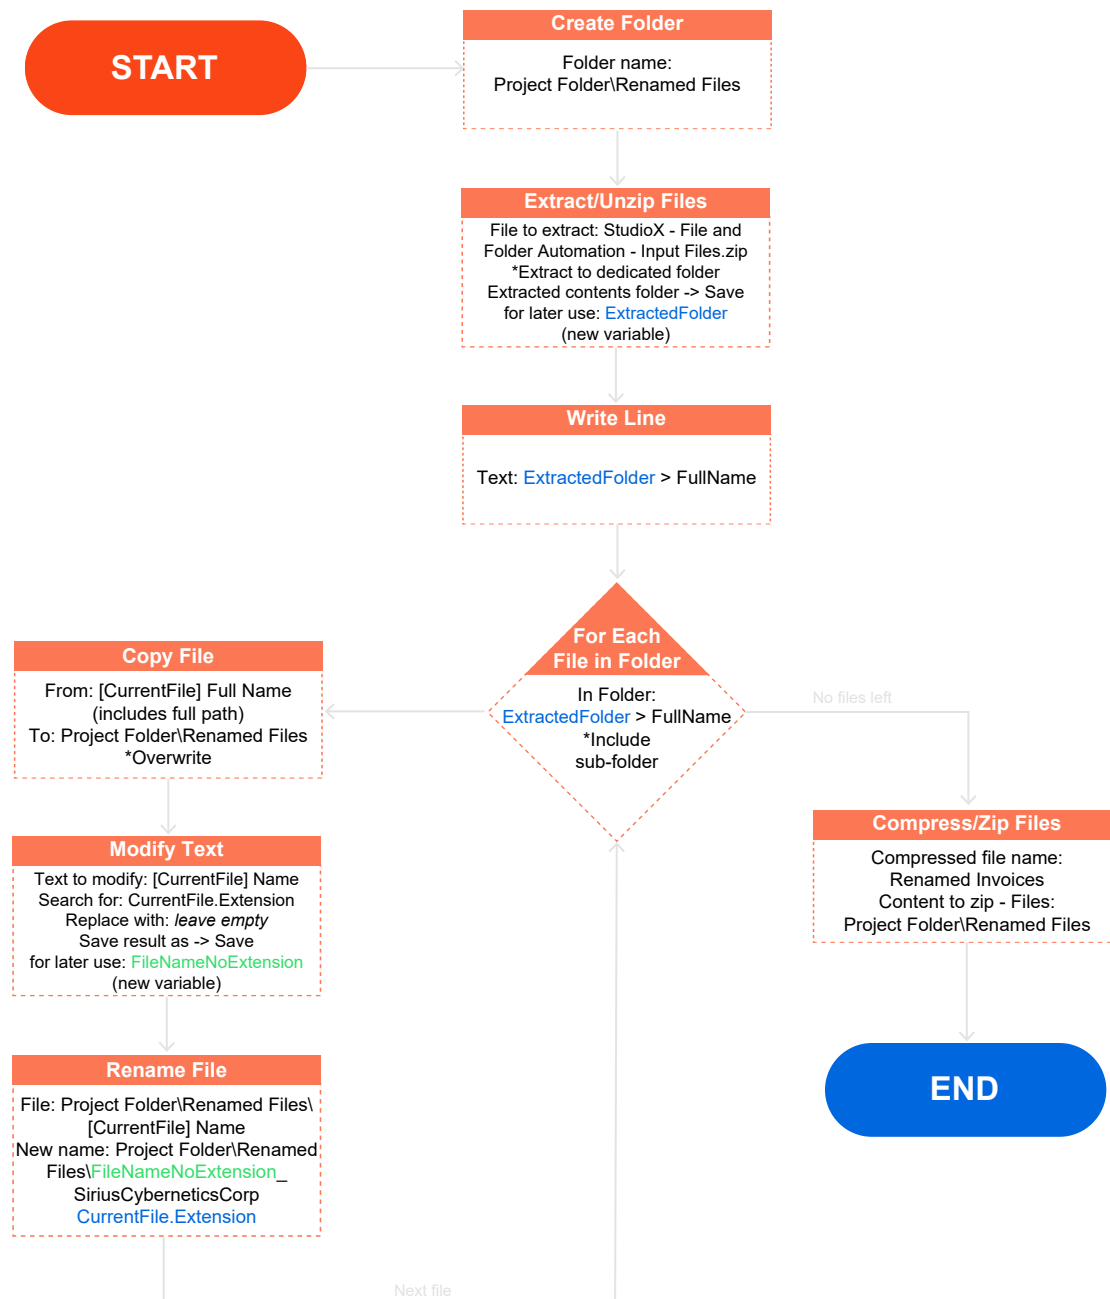 START
Create Folder
Folder name:
Project Folder\Renamed Files
Extract/Unzip Files
File to extract: StudioX - File and
Folder Automation - Input Files.zip
*Extract to dedicated folder
Extracted contents folder -> Save
for later use: ExtractedFolder
(new variable)
Write Line
Text: ExtractedFolder > FullName
For Each
File in Folder
In Folder:
ExtractedFolder > FullName
*Include
sub-folder
No files left
Copy File
From: [CurrentFile] Full Name
(includes full path)
To: Project Folder\Renamed Files
*Overwrite
Modify Text
Text to modify: [CurrentFile] Name
Search for: CurrentFile.Extension
Replace with: leave empty
Save result as -> Save
for later use: FileNameNoExtension
(new variable)
Rename File
File: Project Folder\Renamed Files\
[CurrentFile] Name
New name: Project Folder\Renamed
Files\FileNameNoExtension_
SiriusCyberneticsCorp
CurrentFile.Extension
Next file
Compress/Zip Files
Compressed file name:
Renamed Invoices
Content to zip - Files:
Project Folder\Renamed Files
END